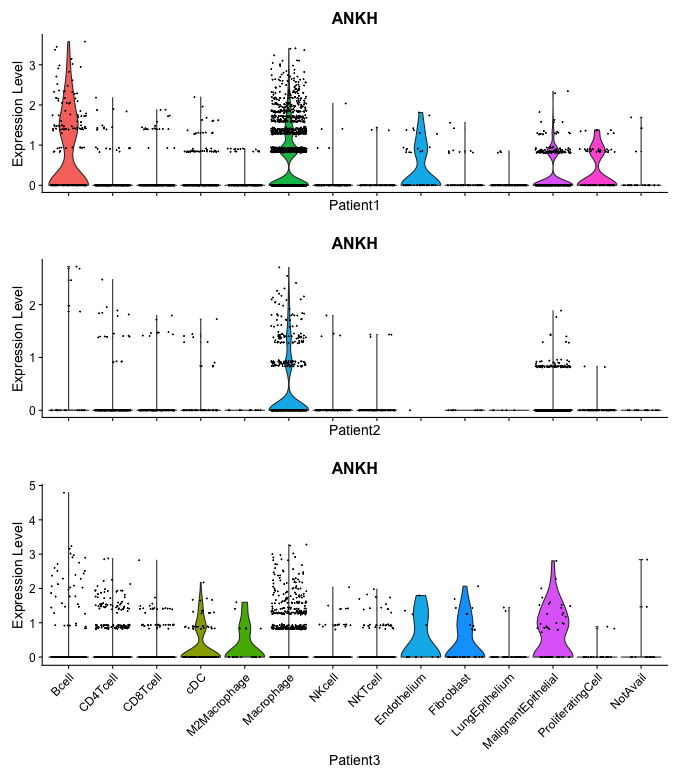 ANKH
Expression Level
3
2
1
0
Patient1
ANKH
Expression Level
2
1
0
Patient2
ANKH
Expression Level
5
4
3
2
1
0
Bcell
CD4Tcell
CD8Tcell
cDC
M2Macrophage
Macrophage
NKcell
NKTcell
Endothelium
Fibroblast
LungEpithelium
MalignantEpithelial
ProliferatingCell
NotAvail
Patient3